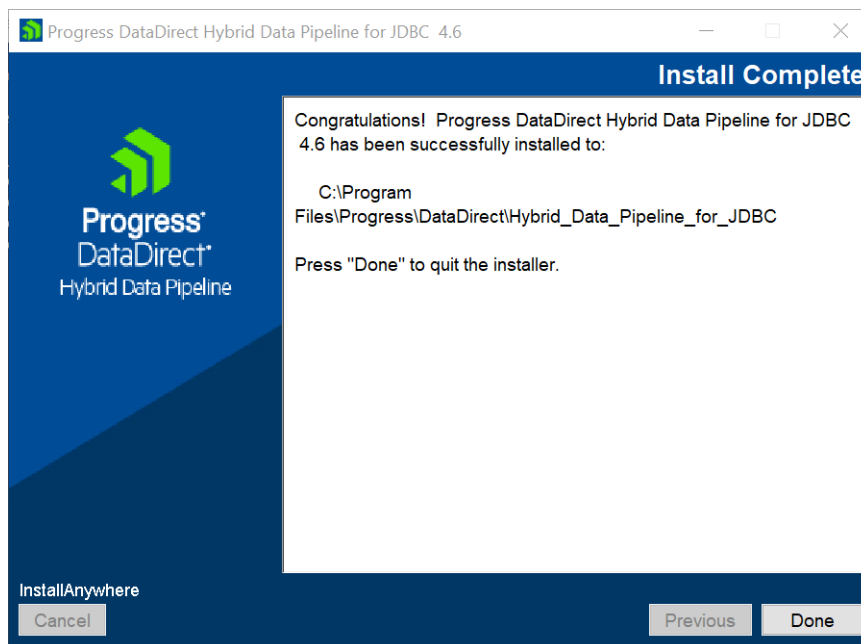 Progress DataDirect Hybrid Data Pipeline for JDBC 4.6
Install Complete
Congratulations! Progress DataDirect Hybrid Data Pipeline for JDBC
4.6 has been successfully installed to:
C:\Program
Files\Progress\DataDirect\Hybrid_Data_Pipeline_for_JDBC
Press "Done" to quit the installer.
Progress
DataDirect
Hybrid Data Pipeline
InstallAnywhere
Cancel
Previous
Done